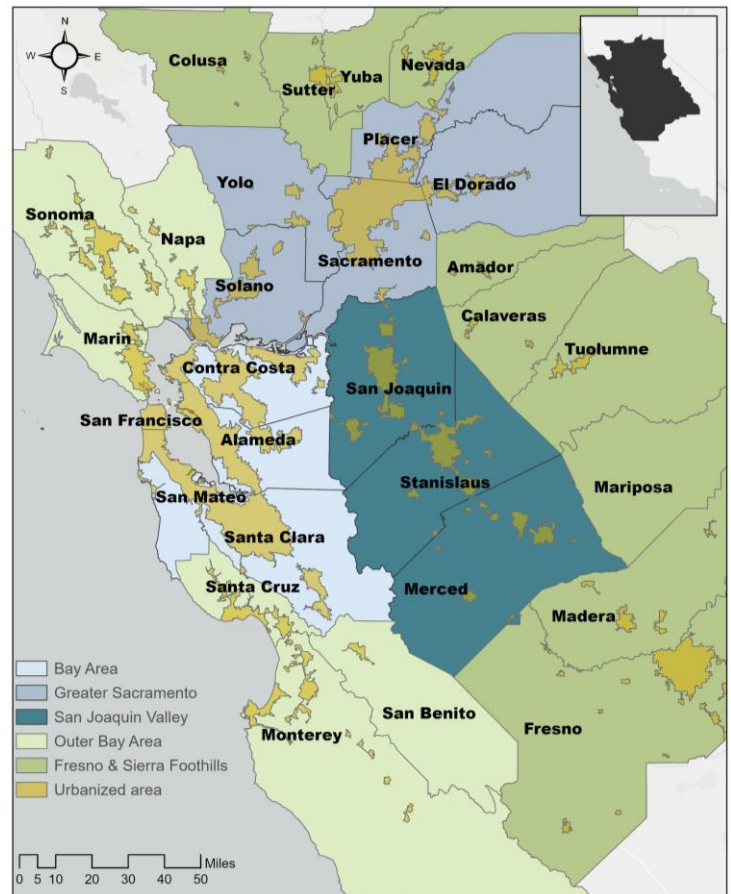 N
W E
S
Colusa
Sutter
Yuba
Nevada
Placer
Yolo
El Dorado
Sonoma
Napa
Sacramento
Solano
Amador
Calaveras
Marin
Contra Costa
Tuolumne
San Joaquin
San Francisco
Alameda
Stanislaus
Mariposa
San Mateo
Santa Clara
Santa Cruz
Merced
Madera
San Benito
Fresno
Monterey
Bay Area
Greater Sacramento
San Joaquin Valley
Outer Bay Area
Fresno & Sierra Foothills
Urbanized area
Miles
0 5 10 20 30 40 50